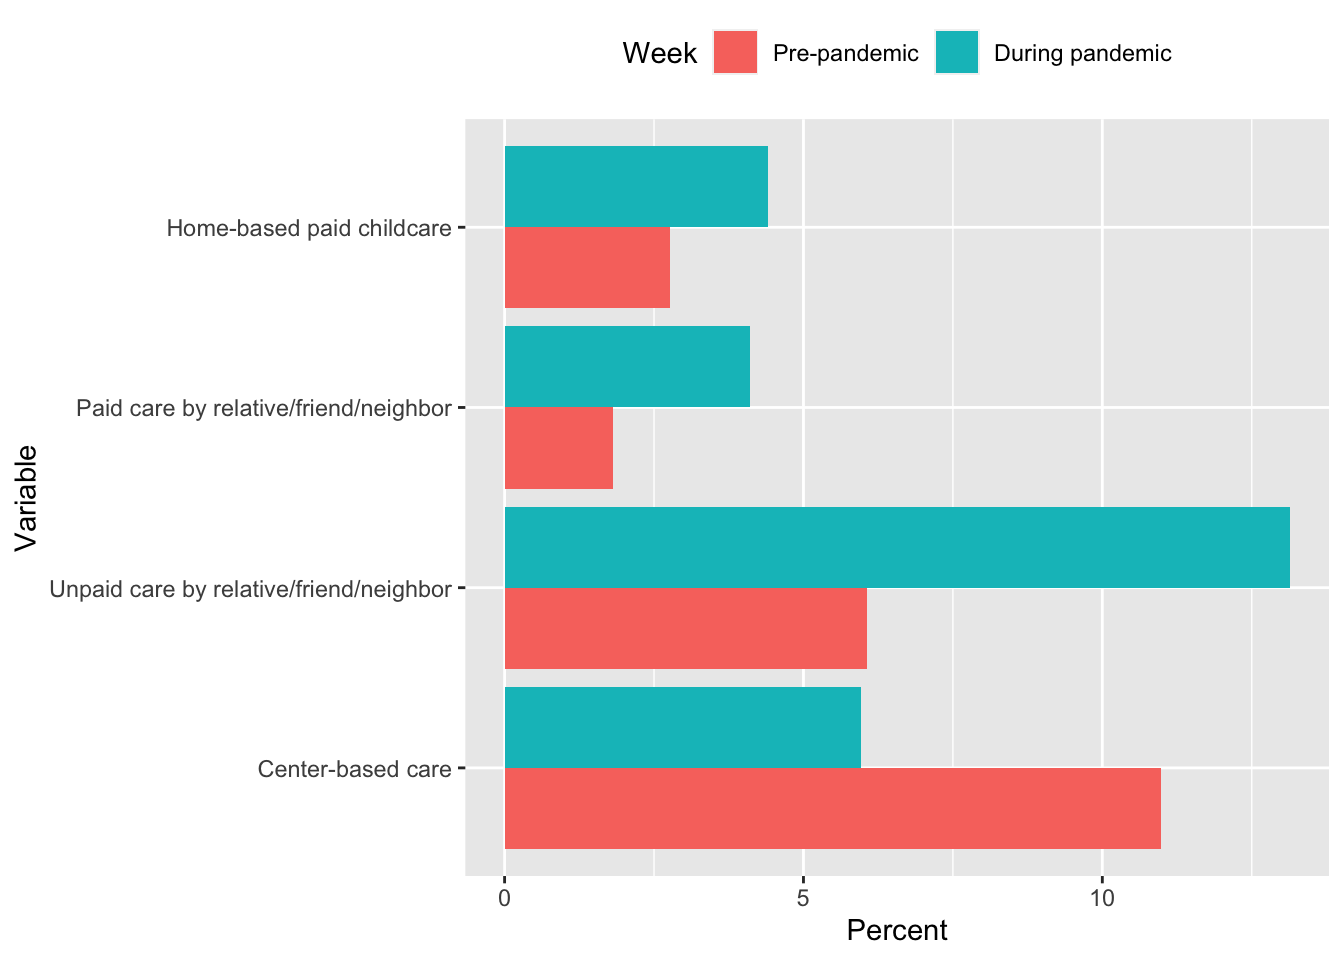 Week Pre-pandemic During pandemic
Home-based paid childcare
Paid care by relative/friend/neighbor
Variable
Unpaid care by relative/friend/neighbor
Center-based care
0 5 10
Percent